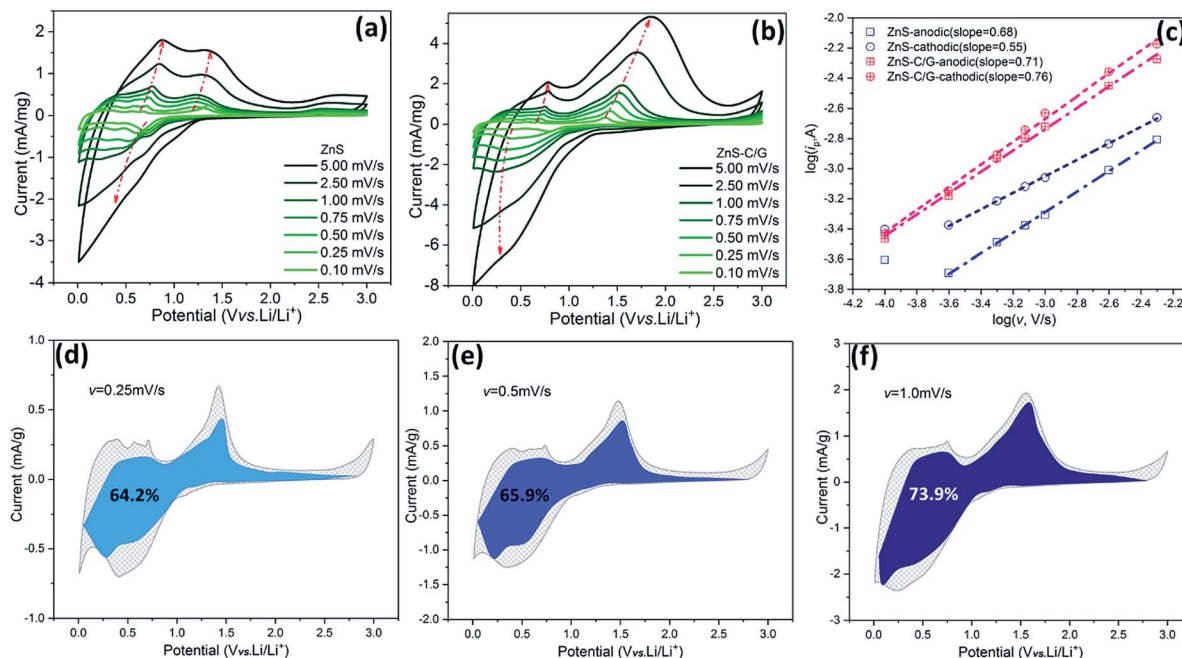 (a)
2
1
0
-1
-2
-3
-4
Current (mA/mg)
ZnS
5.00 mV/s
2.50 mV/s
1.00 mV/s
0.75 mV/s
0.50 mV/s
0.25 mV/s
0.10 mV/s
0.0 0.5 1.0 1.5 2.0 2.5 3.0
Potential (Vvs.Li/Li⁺)
(b)
4
2
0
-2
-4
-6
-8
Current (mA/mg)
ZnS-C/G
5.00 mV/s
2.50 mV/s
1.00 mV/s
0.75 mV/s
0.50 mV/s
0.25 mV/s
0.10 mV/s
0.0 0.5 1.0 1.5 2.0 2.5 3.0
Potential (Vvs.Li/Li⁺)
(c)
ZnS-anodic(slope=0.68)
ZnS-cathodic(slope=0.55)
ZnS-C/G-anodic(slope=0.71)
ZnS-C/G-cathodic(slope=0.76)
-2.0
-2.2
-2.4
-2.6
-2.8
-3.0
-3.2
-3.4
-3.6
-3.8
log(iₚ,A)
-4.2 -4.0 -3.8 -3.6 -3.4 -3.2 -3.0 -2.8 -2.6 -2.4 -2.2
log(v, V/s)
(d)
v=0.25mV/s
1.0
0.5
0.0
-0.5
-1.0
Current (mA/g)
64.2%
0.0 0.5 1.0 1.5 2.0 2.5 3.0
Potential (Vvs.Li/Li⁺)
(e)
v=0.5mV/s
2.0
1.5
1.0
0.5
0.0
-0.5
-1.0
-1.5
-2.0
Current (mA/g)
65.9%
0.0 0.5 1.0 1.5 2.0 2.5 3.0
Potential (Vvs.Li/Li⁺)
(f)
v=1.0mV/s
3
2
1
0
-1
-2
-3
Current (mA/g)
73.9%
0.0 0.5 1.0 1.5 2.0 2.5 3.0
Potential (Vvs.Li/Li⁺)